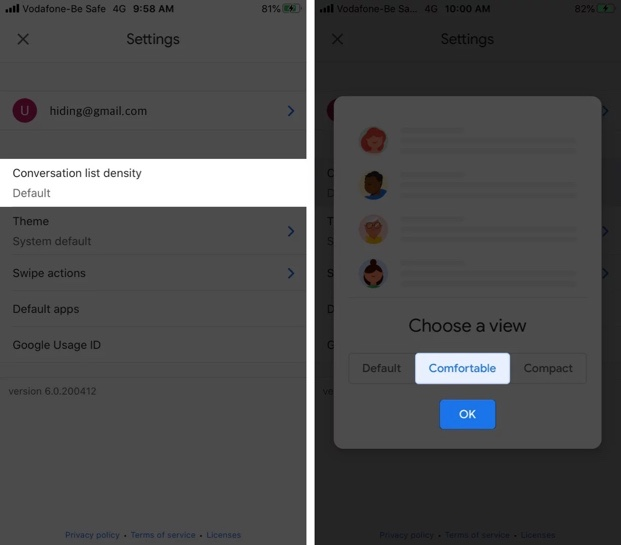 Vodafone-Be Safe 4G 9:58 AM 81%
Settings
U hiding@gmail.com
Conversation list density
Default
Theme
System default
Swipe actions
Default apps
Google Usage ID
version 6.0.200412
Privacy policy • Terms of service • Licenses
Vodafone-Be Sa... 4G 10:00 AM 82%
Settings
C
D
T
S
S
D
G
Choose a view
Default Comfortable Compact
OK
ve
Privacy policy • Terms of service • Licenses